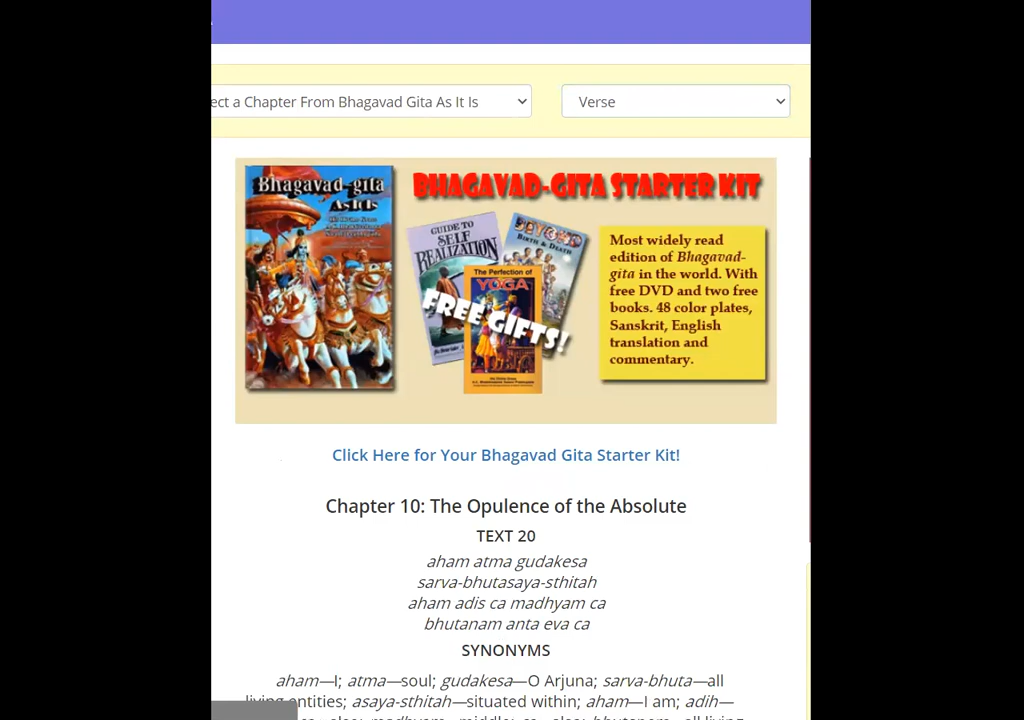 ect a Chapter From Bhagavad Gita As It Is
Verse
Bhagavad-gita
As It Is
BHAGAVAD-GITA STARTER KIT
GUIDE TO
SELF
REALIZATION
BEYOND
BIRTH & DEATH
The Perfection of
YOGA
FREE GIFTS!
Most widely read
edition of Bhagavad-
gita in the world. With
free DVD and two free
books. 48 color plates,
Sanskrit, English
translation and
commentary.
Click Here for Your Bhagavad Gita Starter Kit!
Chapter 10: The Opulence of the Absolute
TEXT 20
aham atma gudakesa
sarva-bhutasaya-sthitah
aham adis ca madhyam ca
bhutanam anta eva ca
SYNONYMS
aham—I; atma—soul; gudakesa—O Arjuna; sarva-bhuta—all
living entities; asaya-sthitah—situated within; aham—I am; adih—